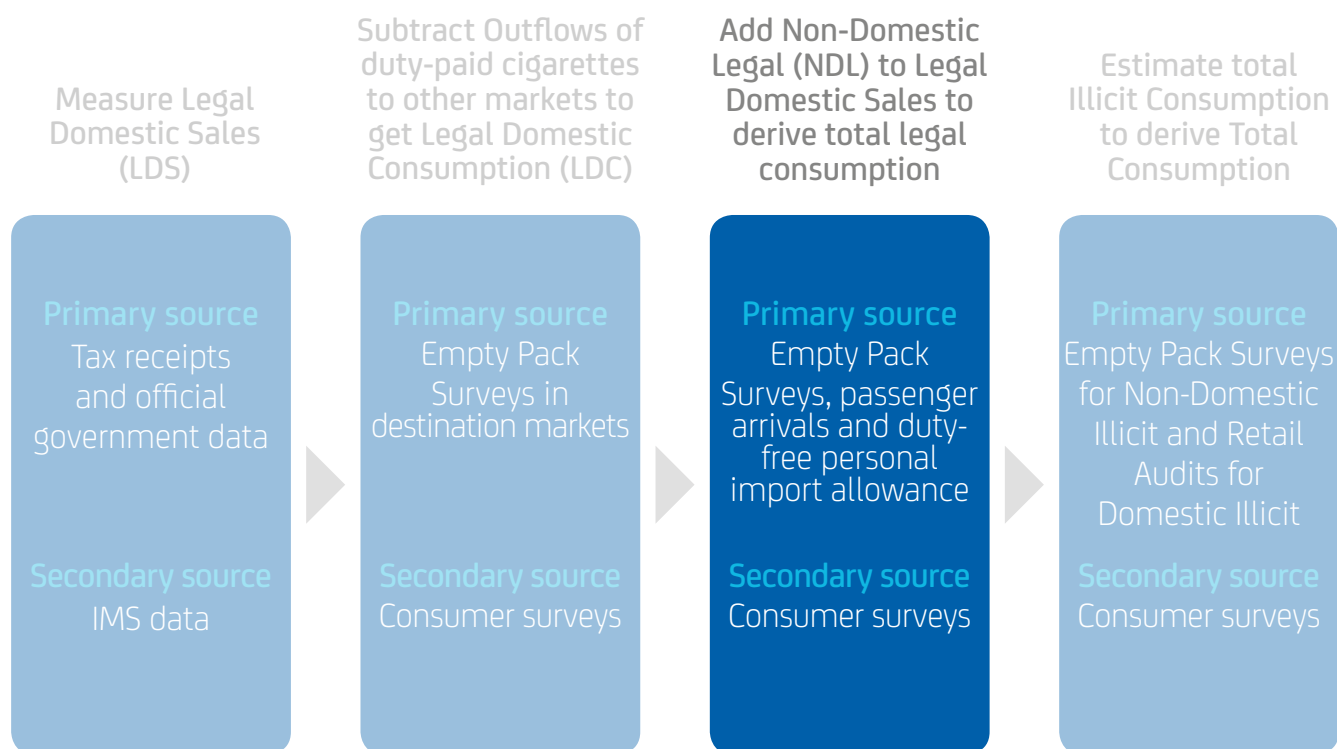 Measure Legal
Domestic Sales
(LDS)
Primary source
Tax receipts
and official
government data
Secondary source
IMS data
Subtract Outflows of
duty-paid cigarettes
to other markets to
get Legal Domestic
Consumption (LDC)
Primary source
Empty Pack
Surveys in
destination markets
Secondary source
Consumer surveys
Add Non-Domestic
Legal (NDL) to Legal
Domestic Sales to
derive total legal
consumption
Primary source
Empty Pack
Surveys, passenger
arrivals and duty-
free personal
import allowance
Secondary source
Consumer surveys
Estimate total
Illicit Consumption
to derive Total
Consumption
Primary source
Empty Pack Surveys
for Non-Domestic
Illicit and Retail
Audits for
Domestic Illicit
Secondary source
Consumer surveys